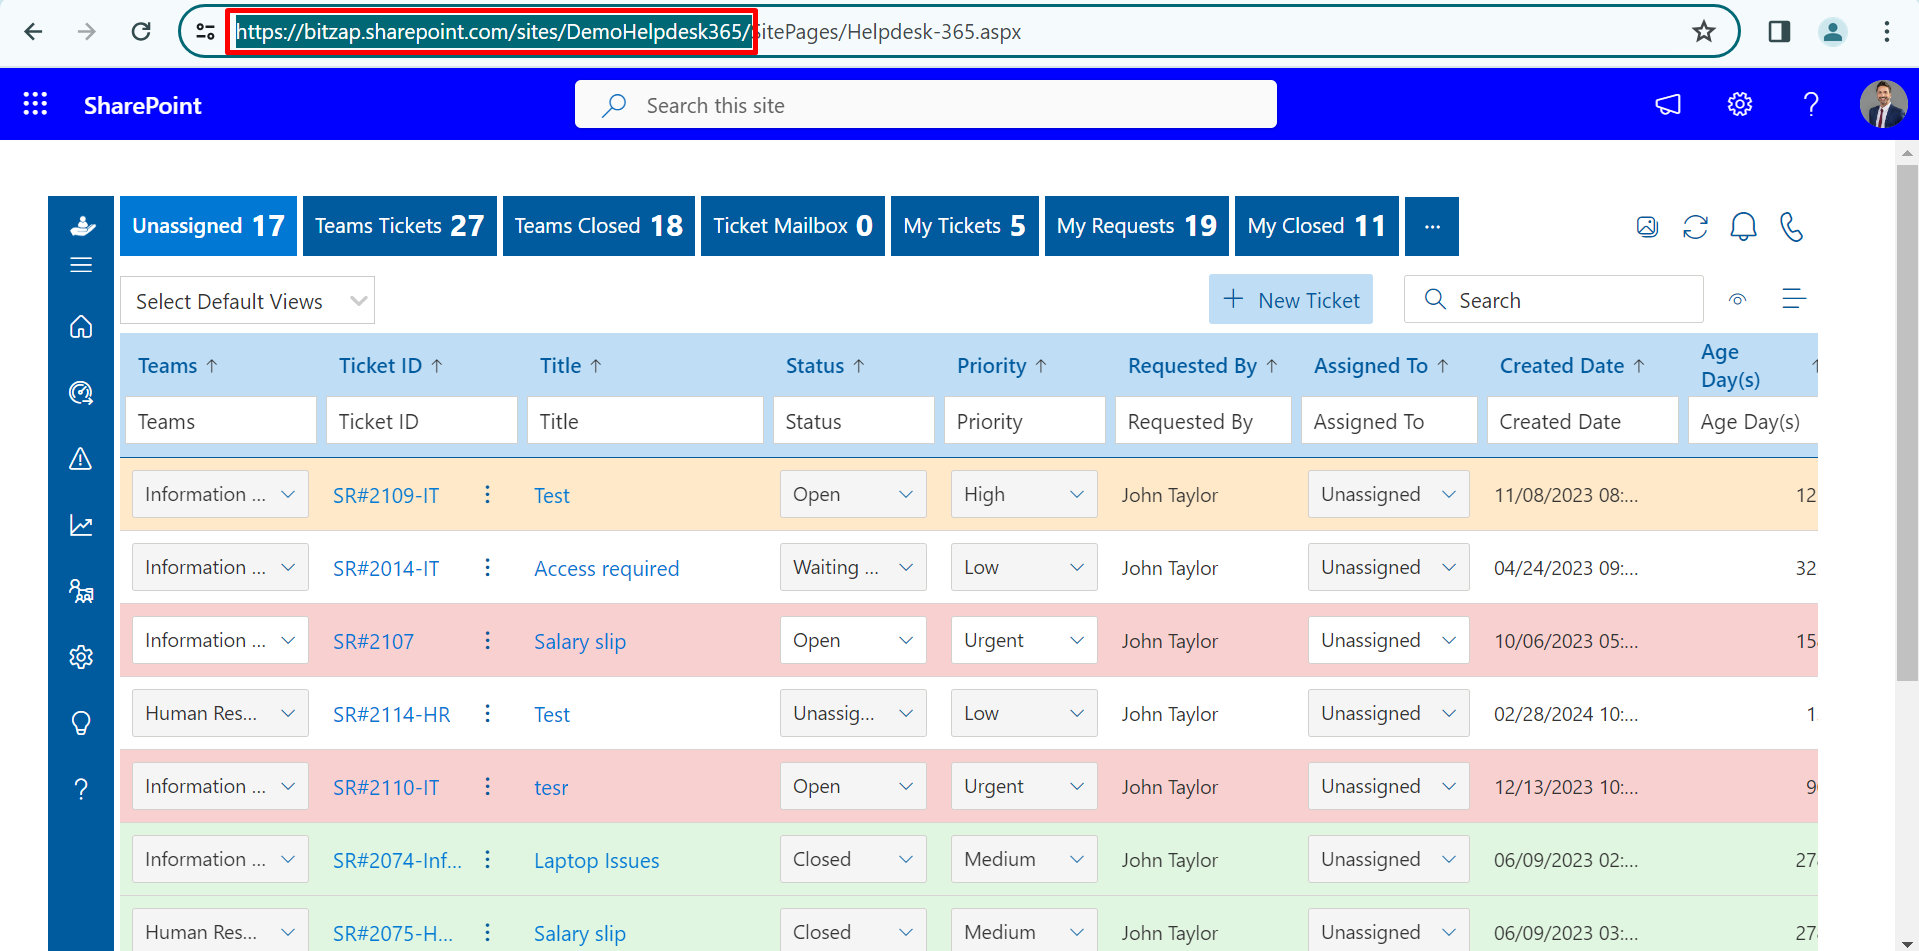 https://bitzap.sharepoint.com/sites/DemoHelpdesk365/SitePages/Helpdesk-365.aspx
SharePoint
Search this site
Unassigned 17
Teams Tickets 27
Teams Closed 18
Ticket Mailbox 0
My Tickets 5
My Requests 19
My Closed 11
...
Select Default Views
New Ticket
Search
Teams Ticket ID Title Status Priority Requested By Assigned To Created Date Age Day(s)
Teams Ticket ID Title Status Priority Requested By Assigned To Created Date Age Day(s)
Information ... SR#2109-IT Test Open High John Taylor Unassigned 11/08/2023 08:... 12
Information ... SR#2014-IT Access required Waiting ... Low John Taylor Unassigned 04/24/2023 09:... 32
Information ... SR#2107 Salary slip Open Urgent John Taylor Unassigned 10/06/2023 05:... 15
Human Res... SR#2114-HR Test Unassig... Low John Taylor Unassigned 02/28/2024 10:... 1
Information ... SR#2110-IT tesr Open Urgent John Taylor Unassigned 12/13/2023 10:... 9
Information ... SR#2074-Inf... Laptop Issues Closed Medium John Taylor Unassigned 06/09/2023 02:... 27
Human Res... SR#2075-H... Salary slip Closed Medium John Taylor Unassigned 06/09/2023 03:... 27